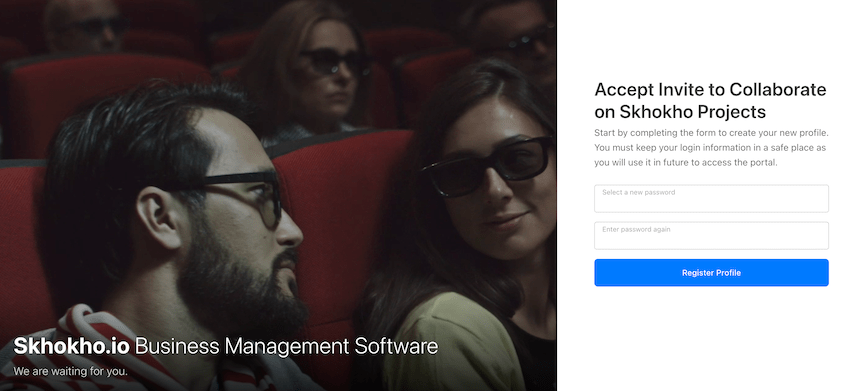 Skhokho.io Business Management Software
We are waiting for you.
Accept Invite to Collaborate
on Skhokho Projects
Start by completing the form to create your new profile.
You must keep your login information in a safe place as
you will use it in future to access the portal.
Select a new password
Enter password again
Register Profile